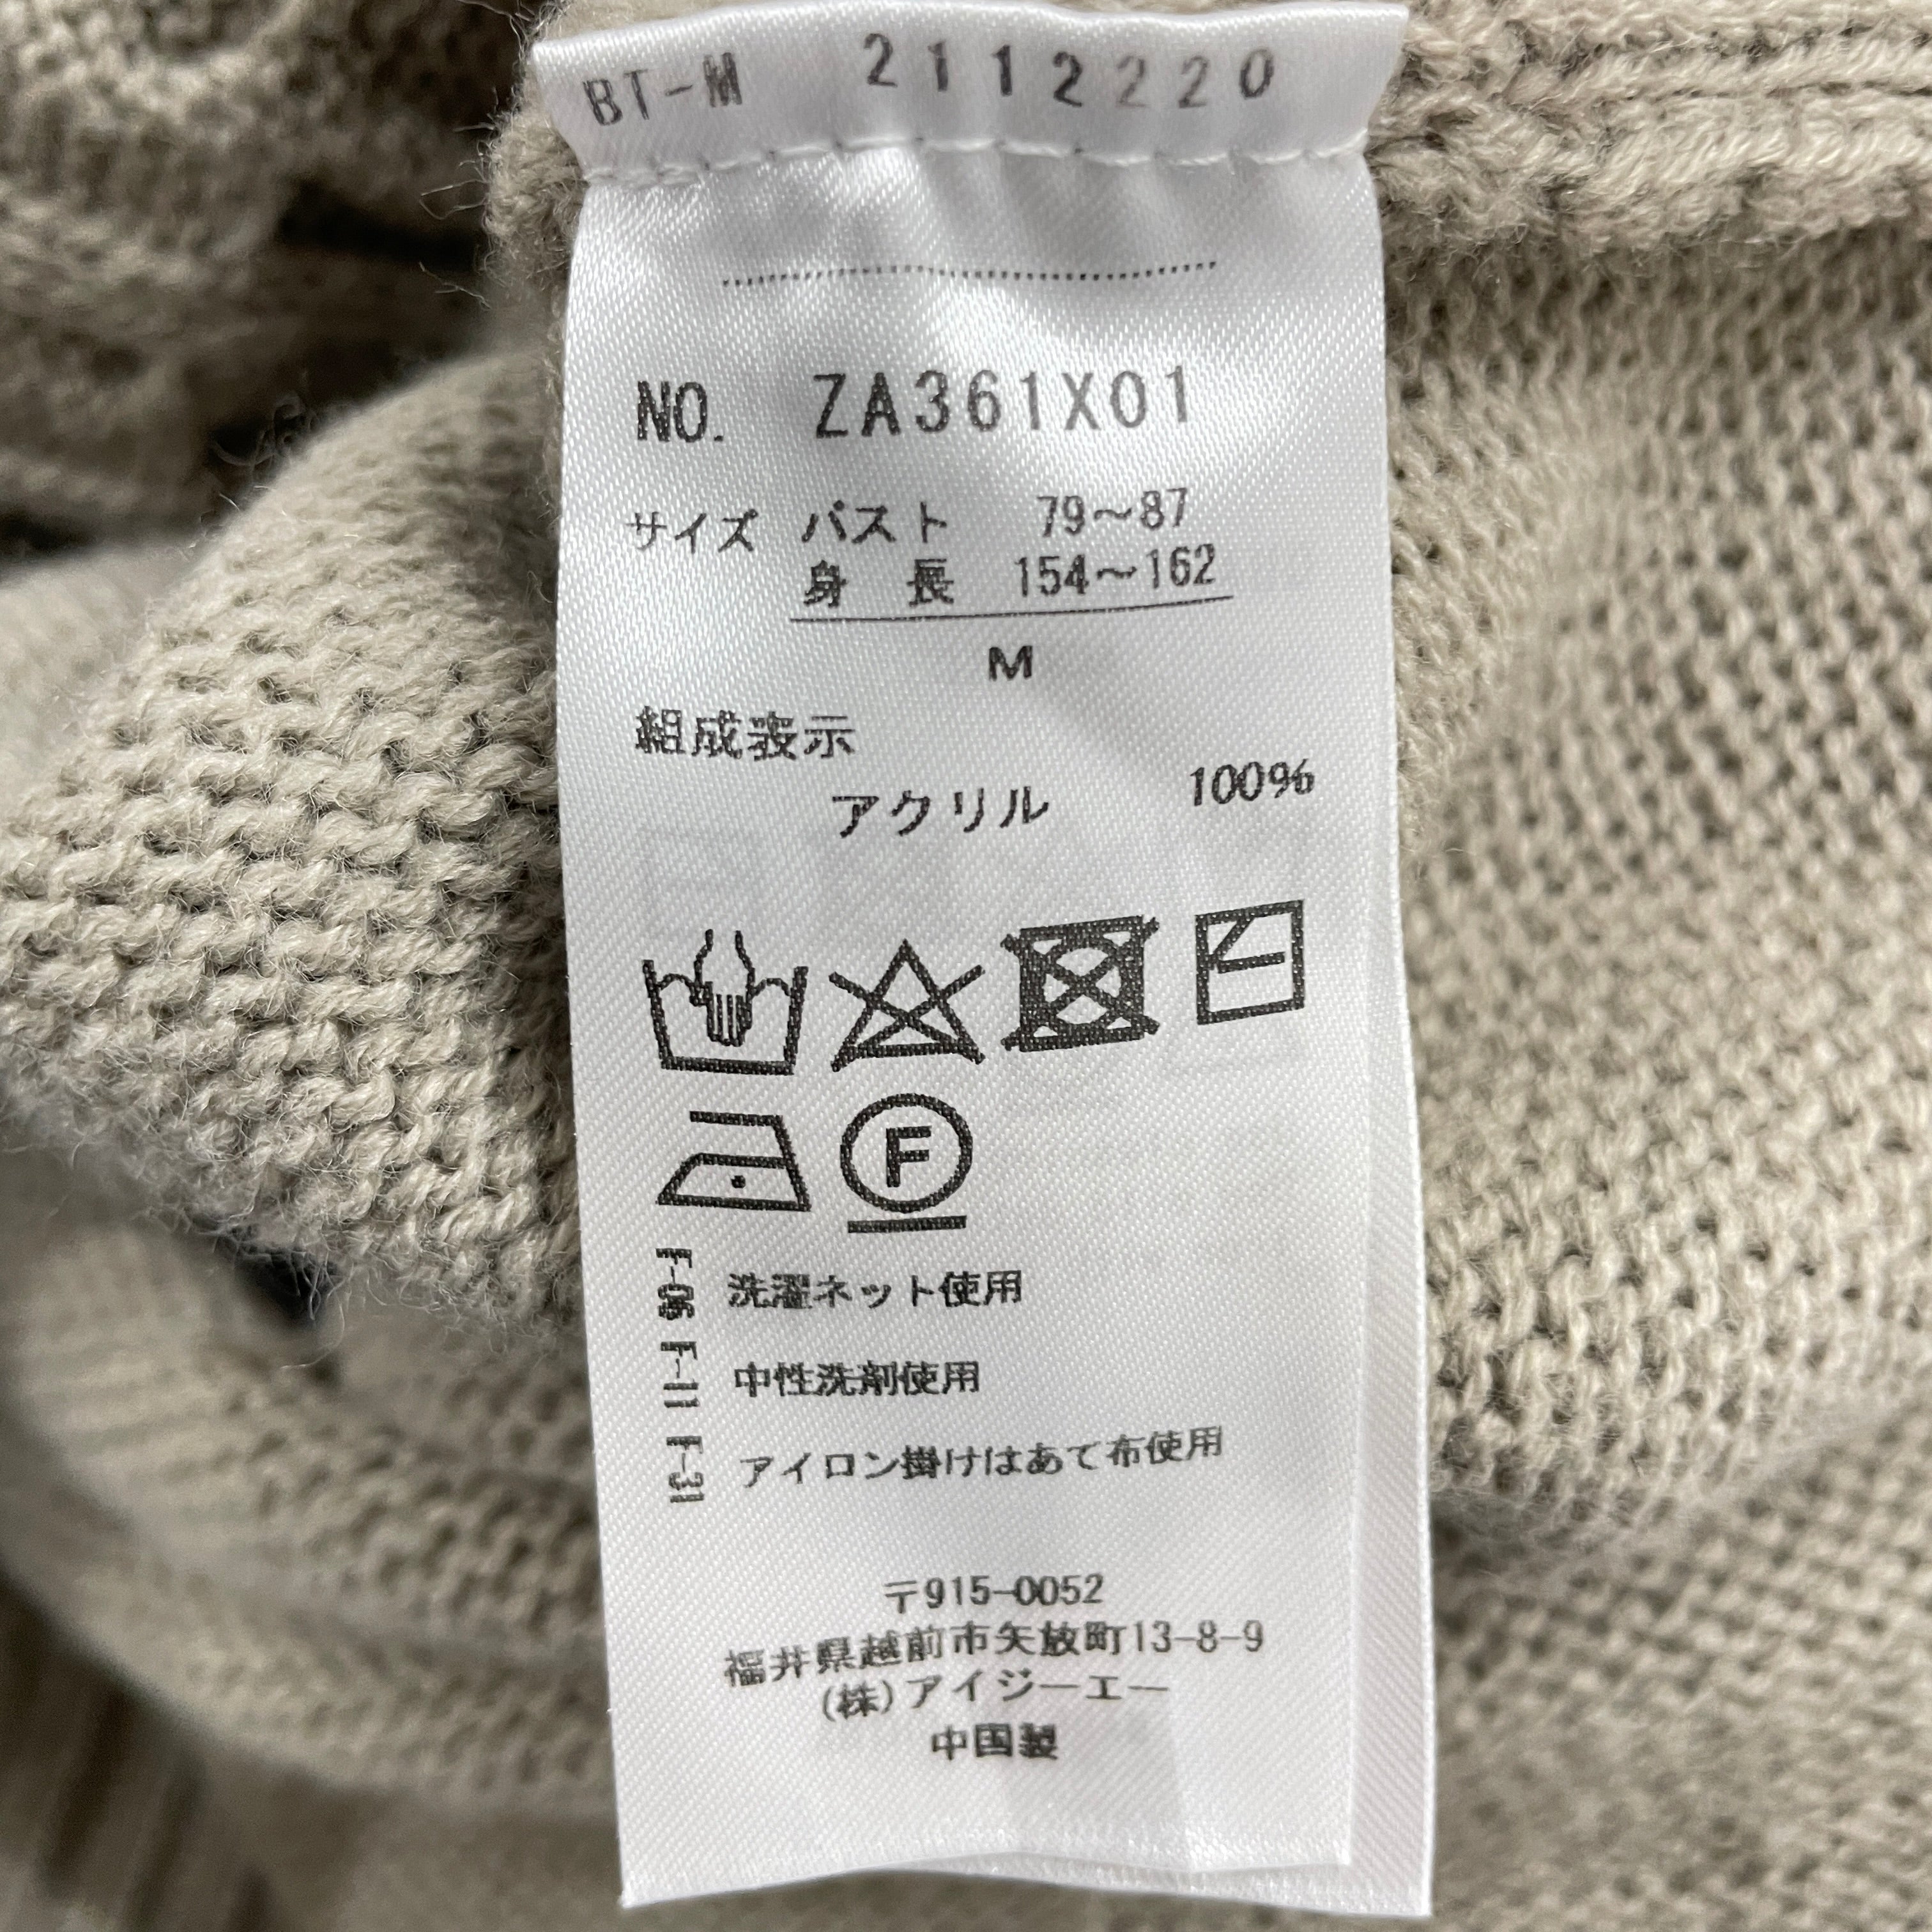 BT-M 2112220
NO. ZA361X01
サイズ バスト 79～87
身 長 154～162
M
組成表示
アクリル 100%
F
F-06 洗濯ネット使用
F-11 中性洗剤使用
F-31 アイロン掛けはあて布使用
〒915-0052
福井県越前市矢放町13-8-9
(株)アイジーエー
中国製